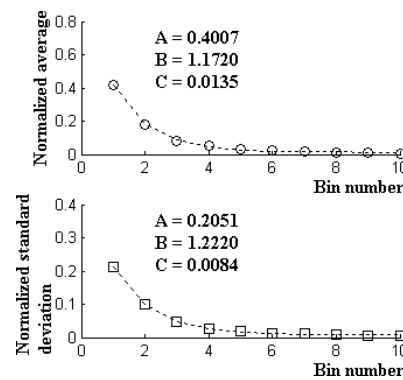 Normalized average
0.8
0.6
0.4
0.2
0
A = 0.4007
B = 1.1720
C = 0.0135
0 2 4 6 8 10
Bin number
Normalized standard
deviation
0.4
0.3
0.2
0.1
0
A = 0.2051
B = 1.2220
C = 0.0084
0 2 4 6 8 10
Bin number